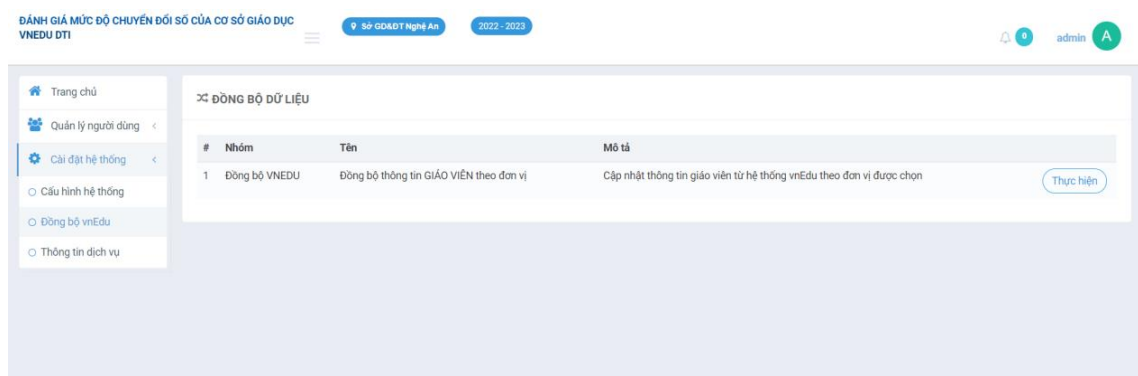 ĐÁNH GIÁ MỨC ĐỘ CHUYỂN ĐỔI SỐ CỦA CƠ SỞ GIÁO DỤC
VNEDU DTI
Sở GD&ĐT Nghệ An
2022 - 2023
0
admin
A
Trang chủ
Quản lý người dùng
Cài đặt hệ thống
Cấu hình hệ thống
Đồng bộ vnEdu
Thông tin dịch vụ
ĐỒNG BỘ DỮ LIỆU
# Nhóm Tên Mô tả
1 Đồng bộ VNEDU Đồng bộ thông tin GIÁO VIÊN theo đơn vị Cập nhật thông tin giáo viên từ hệ thống vnEdu theo đơn vị được chọn Thực hiện